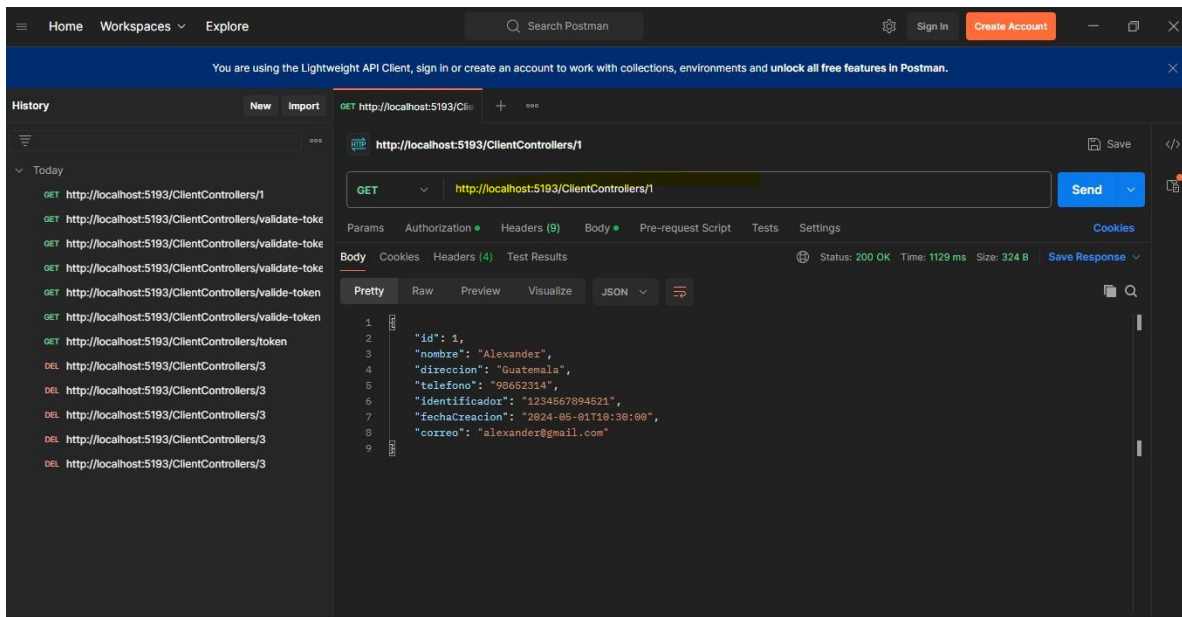 Home Workspaces Explore Search Postman Sign In Create Account
You are using the Lightweight API Client, sign in or create an account to work with collections, environments and unlock all free features in Postman.
History New Import
GET http://localhost:5193/Clie
http://localhost:5193/ClientControllers/1 Save
Today
GET http://localhost:5193/ClientControllers/1
GET http://localhost:5193/ClientControllers/validate-toke
GET http://localhost:5193/ClientControllers/validate-toke
GET http://localhost:5193/ClientControllers/validate-toke
GET http://localhost:5193/ClientControllers/valide-token
GET http://localhost:5193/ClientControllers/valide-token
GET http://localhost:5193/ClientControllers/token
DEL http://localhost:5193/ClientControllers/3
DEL http://localhost:5193/ClientControllers/3
DEL http://localhost:5193/ClientControllers/3
DEL http://localhost:5193/ClientControllers/3
DEL http://localhost:5193/ClientControllers/3
GET http://localhost:5193/ClientControllers/1 Send
Params Authorization Headers (9) Body Pre-request Script Tests Settings Cookies
Body Cookies Headers (4) Test Results Status: 200 OK Time: 1129 ms Size: 324 B Save Response
Pretty Raw Preview Visualize JSON
1 {
2 "id": 1,
3 "nombre": "Alexander",
4 "direccion": "Guatemala",
5 "telefono": "98652314",
6 "identificador": "1234567894521",
7 "fechaCreacion": "2024-05-01T10:30:00",
8 "correo": "alexander@gmail.com"
9 }